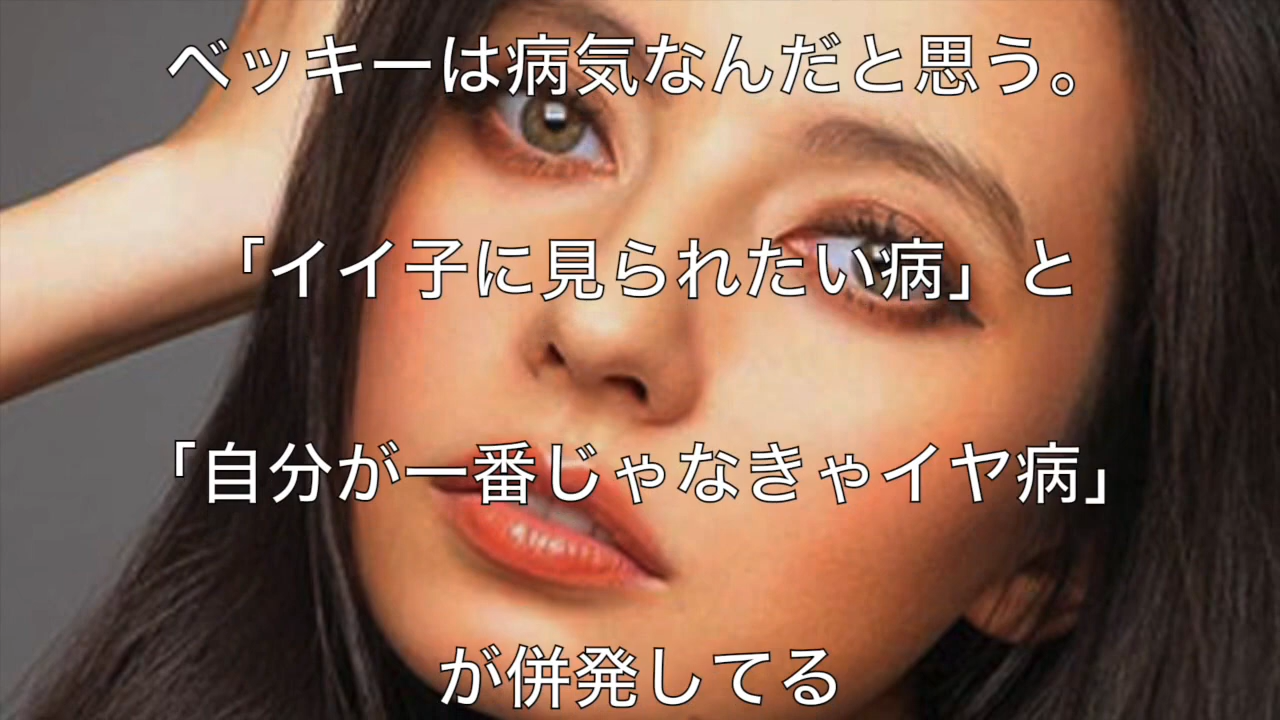 ベッキーは病気なんだと思う。
「イイ子に見られたい病」と
「自分が一番じゃなきゃイヤ病」
が併発してる